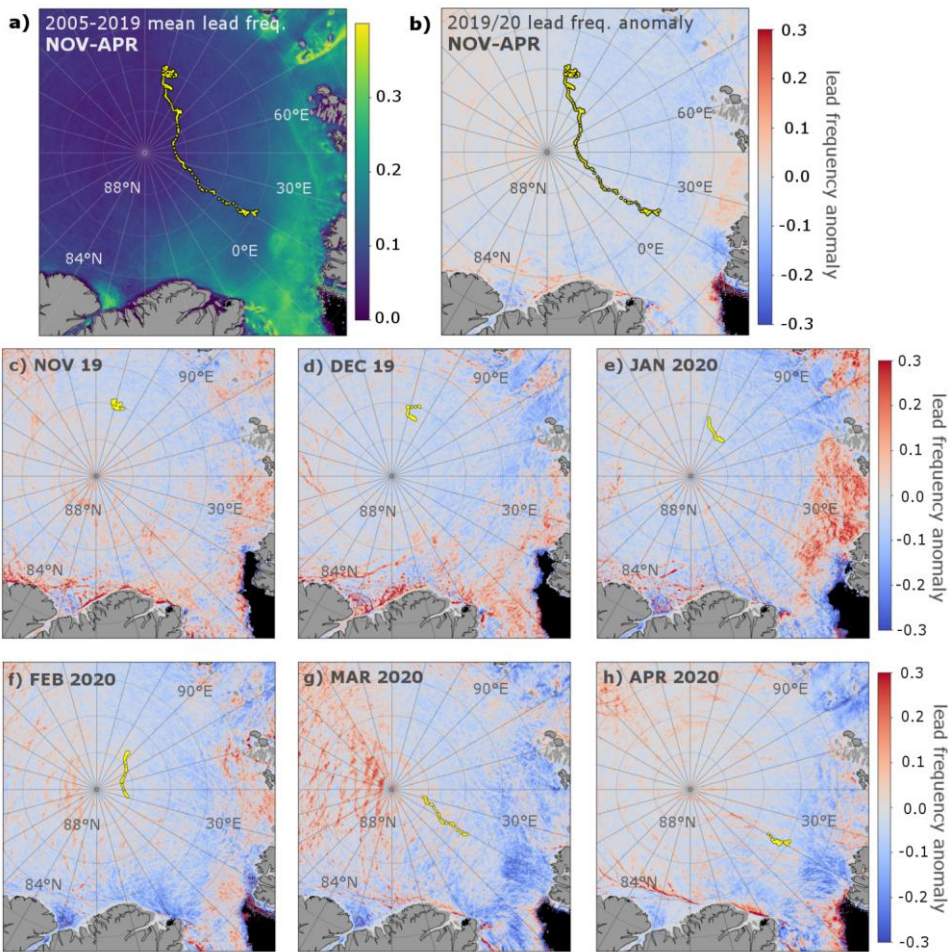 a) 2005-2019 mean lead freq.
NOV-APR
60°E
30°E
88°N
0°E
84°N
0.3
0.2
0.1
0.0
b) 2019/20 lead freq. anomaly
NOV-APR
60°E
30°E
88°N
0°E
84°N
0.3
0.2
0.1
0.0
-0.1
-0.2
-0.3
lead frequency anomaly
c) NOV 19
90°E
30°E
88°N
84°N
d) DEC 19
90°E
30°E
88°N
84°N
e) JAN 2020
90°E
30°E
88°N
84°N
0.3
0.2
0.1
0.0
-0.1
-0.2
-0.3
lead frequency anomaly
f) FEB 2020
90°E
30°E
88°N
84°N
g) MAR 2020
90°E
30°E
88°N
84°N
h) APR 2020
90°E
30°E
88°N
84°N
0.3
0.2
0.1
0.0
-0.1
-0.2
-0.3
lead frequency anomaly